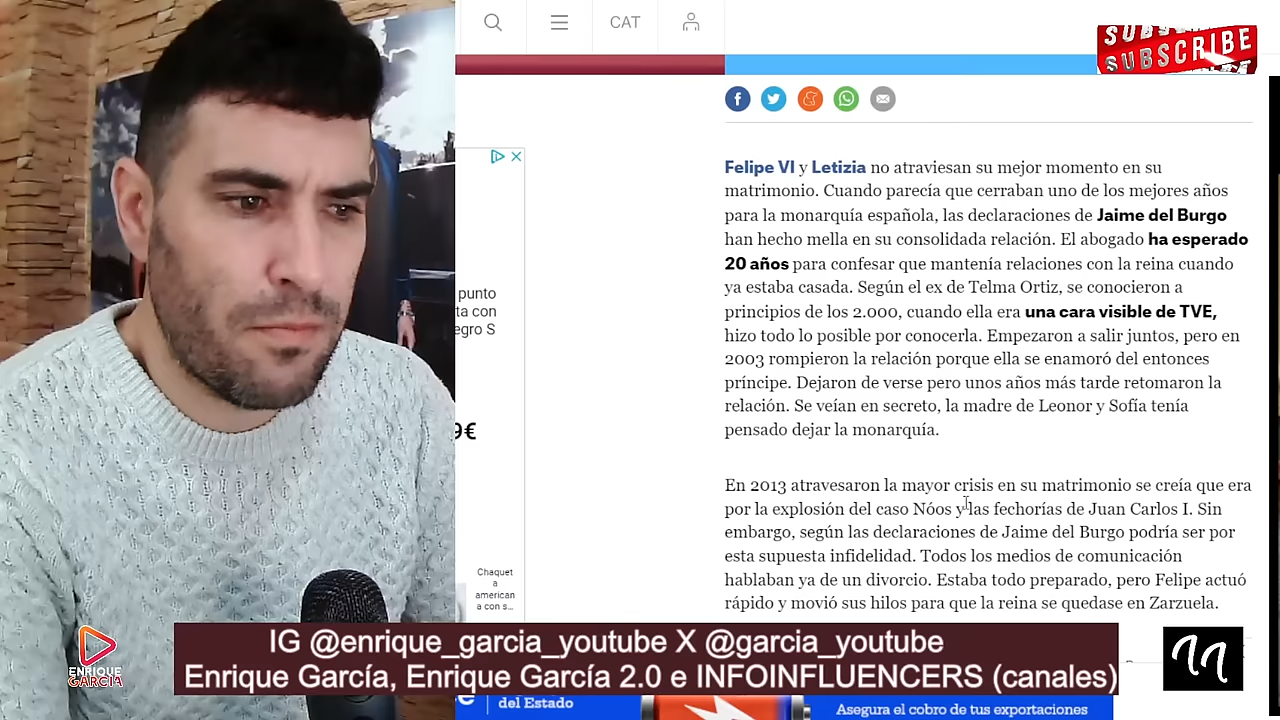 CAT
SUBSCRIBE
SUBSCRIBE
Felipe VI y Letizia no atraviesan su mejor momento en su
matrimonio. Cuando parecía que cerraban uno de los mejores años
para la monarquía española, las declaraciones de Jaime del Burgo
han hecho mella en su consolidada relación. El abogado ha esperado
20 años para confesar que mantenía relaciones con la reina cuando
ya estaba casada. Según el ex de Telma Ortiz, se conocieron a
principios de los 2.000, cuando ella era una cara visible de TVE,
hizo todo lo posible por conocerla. Empezaron a salir juntos, pero en
2003 rompieron la relación porque ella se enamoró del entonces
príncipe. Dejaron de verse pero unos años más tarde retomaron la
relación. Se veían en secreto, la madre de Leonor y Sofía tenía
pensado dejar la monarquía.
En 2013 atravesaron la mayor crisis en su matrimonio se creía que era
por la explosión del caso Nóos y las fechorías de Juan Carlos I. Sin
embargo, según las declaraciones de Jaime del Burgo podría ser por
esta supuesta infidelidad. Todos los medios de comunicación
hablaban ya de un divorcio. Estaba todo preparado, pero Felipe actuó
rápido y movió sus hilos para que la reina se quedase en Zarzuela.
punto
ta con
egro S
9€
Chaquet
a
american
a con s...
IG @enrique_garcia_youtube X @garcia_youtube
Enrique García, Enrique García 2.0 e INFOINFLUENCERS (canales)
ENRIQUE
GARCÍA
del Estado
Asegura el cobro de tus exportaciones